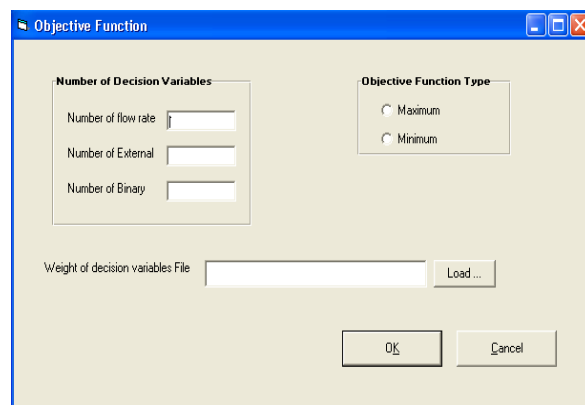 Objective Function
Number of Decision Variables
Number of flow rate
Number of External
Number of Binary
Objective Function Type
Maximum
Minimum
Weight of decision variables File
Load ...
OK
Cancel